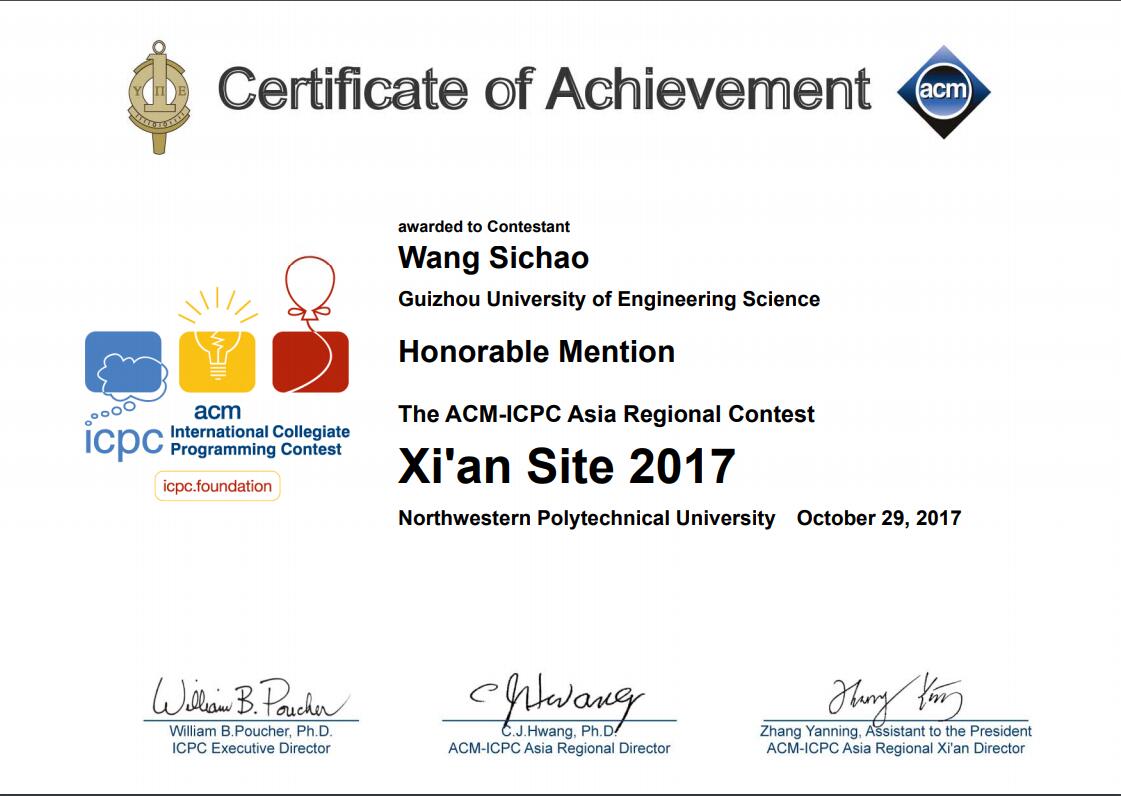 Certificate of Achievement
Y Π E
acm
awarded to Contestant
Wang Sichao
Guizhou University of Engineering Science
Honorable Mention
The ACM-ICPC Asia Regional Contest
Xi'an Site 2017
Northwestern Polytechnical University October 29, 2017
acm
icpc International Collegiate
Programming Contest
icpc.foundation
William B. Poucher
C J Hwang
William B.Poucher, Ph.D.
ICPC Executive Director
C.J.Hwang, Ph.D.
ACM-ICPC Asia Regional Director
Zhang Yanning, Assistant to the President
ACM-ICPC Asia Regional Xi'an Director